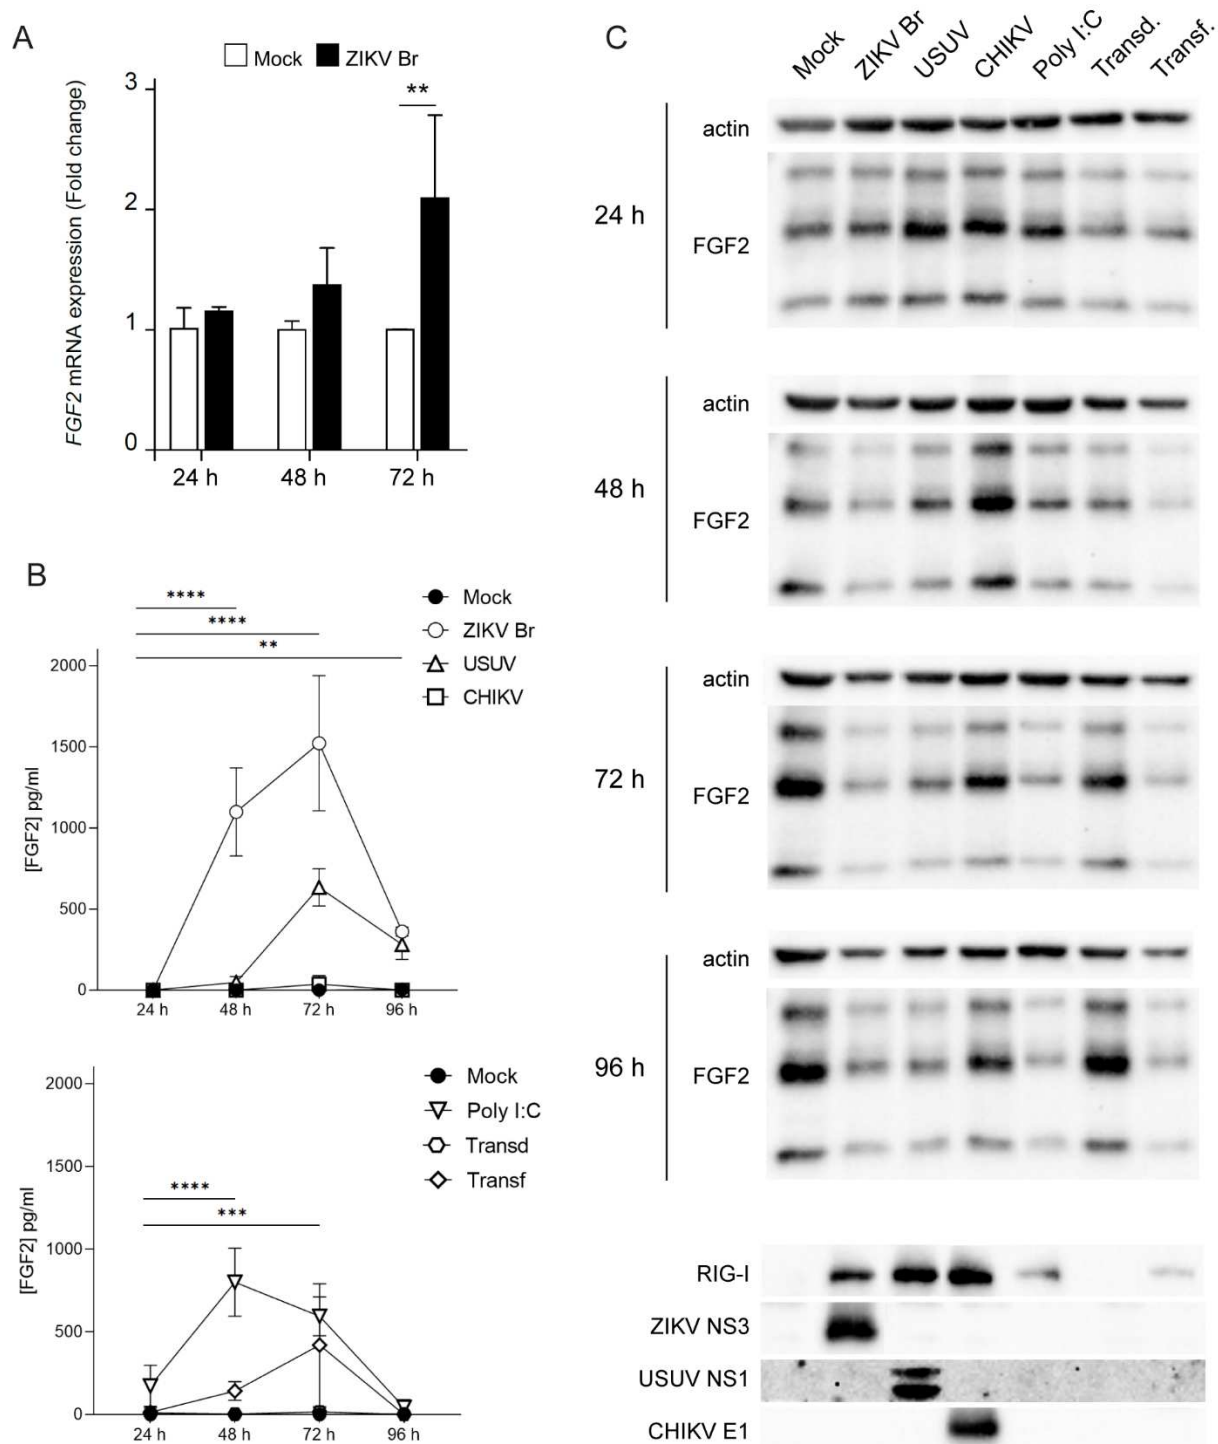 A
Mock ZIKV Br
**
FGF2 mRNA expression (Fold change)
3
2
1
0
24 h 48 h 72 h
B
****
****
**
Mock
ZIKV Br
USUV
CHIKV
[FGF2] pg/ml
2000
1500
1000
500
0
24 h 48 h 72 h 96 h
Mock
Poly I:C
Transd
Transf
****
***
[FGF2] pg/ml
2000
1500
1000
500
0
24 h 48 h 72 h 96 h
C
Mock ZIKV Br USUV CHIKV Poly I:C Transd. Transf.
actin
24 h
FGF2
actin
48 h
FGF2
actin
72 h
FGF2
actin
96 h
FGF2
RIG-I
ZIKV NS3
USUV NS1
CHIKV E1